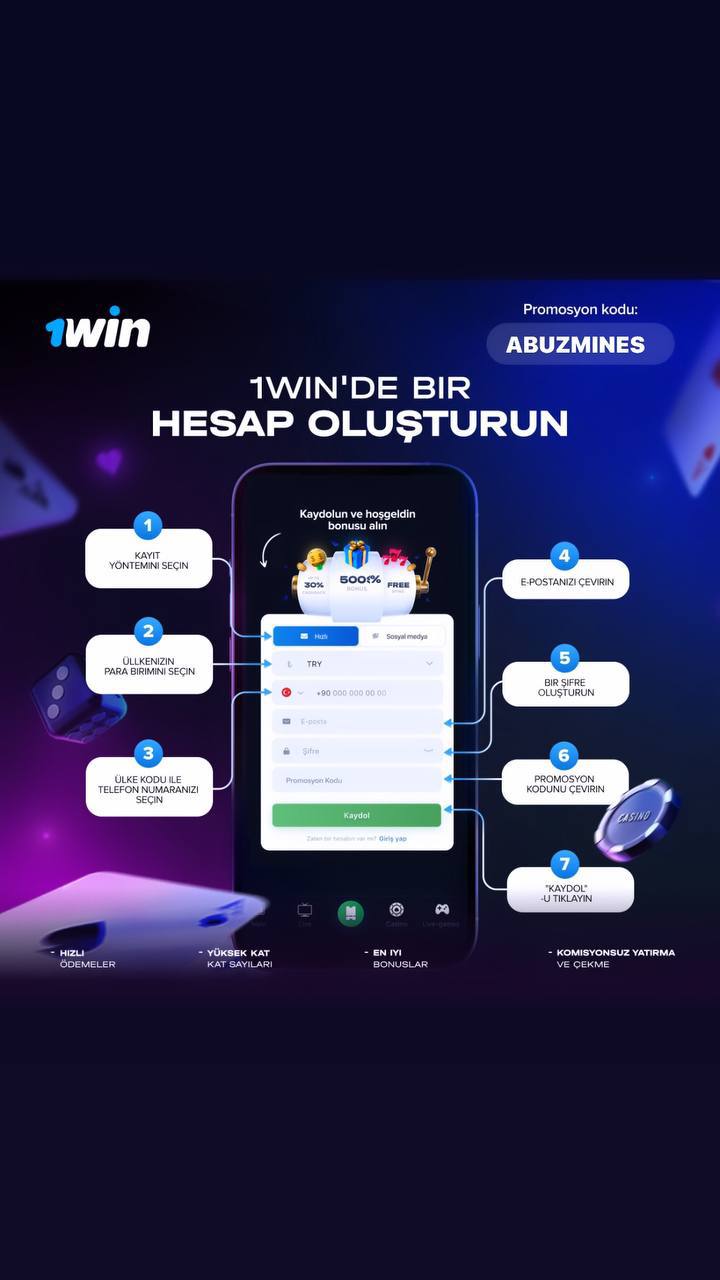 1win
Promosyon kodu:
ABUZMINES
1WIN'DE BIR
HESAP OLUŞTURUN
Kaydolun ve hoşgeldin
bonusu alın
30%
CASHBACK
500%
BONUS
777
FREE
SPINS
1
KAYIT
YÖNTEMINI SEÇIN
2
ÜLLKENIZIN
PARA BIRIMINI SEÇIN
3
ÜLKE KODU ILE
TELEFON NUMARANIZI
SEÇIN
Hızlı
Sosyal medya
₺ TRY
+90 000 000 00 00
E-posta
Şifre
Promosyon Kodu
Kaydol
Zaten bir hesabın var mı? Giriş yap
4
E-POSTANIZI ÇEVIRIN
5
BIR ŞIFRE
OLUŞTURUN
6
PROMOSYON
KODUNU ÇEVIRIN
CASINO
7
"KAYDOL"
-U TIKLAYIN
Live
Casino
Live-games
- HIZLI
ÖDEMELER
- YÜKSEK KAT
KAT SAYILARI
- EN IYI
BONUSLAR
- KOMISYONSUZ YATIRMA
VE ÇEKME